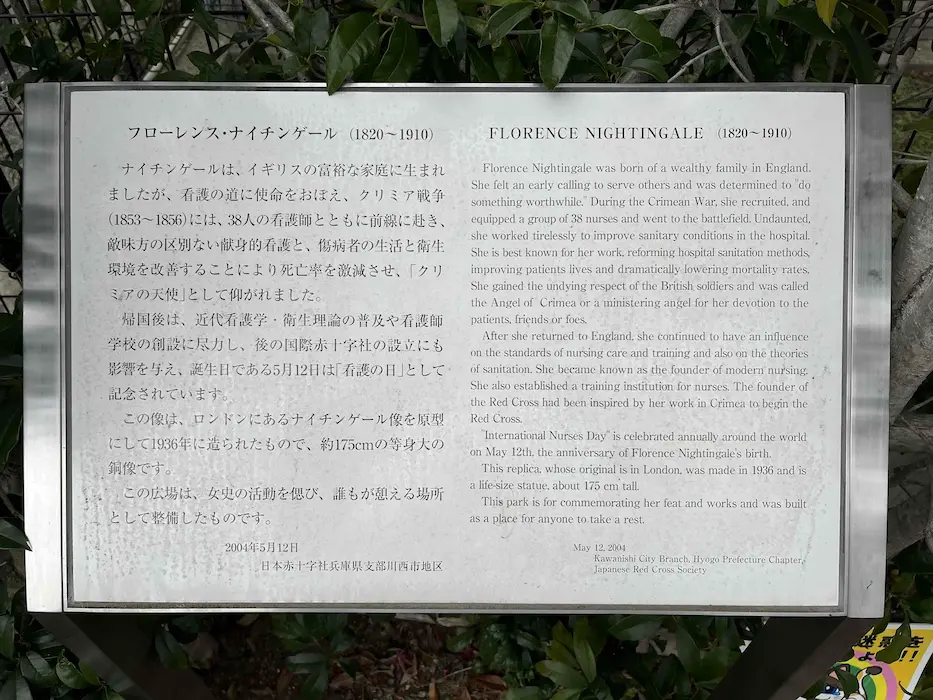 フローレンス・ナイチンゲール (1820〜1910)
ナイチンゲールは、イギリスの富裕な家庭に生まれ
ましたが、看護の道に使命をおぼえ、クリミア戦争
(1853〜1856)には、38人の看護師とともに前線に赴き、
敵味方の区別ない献身的看護と、傷病者の生活と衛生
環境を改善することにより死亡率を激減させ、「クリ
ミアの天使」として仰がれました。
帰国後は、近代看護学・衛生理論の普及や看護師
学校の創設に尽力し、後の国際赤十字社の設立にも
影響を与え、誕生日である5月12日は「看護の日」として
記念されています。
この像は、ロンドンにあるナイチンゲール像を原型
にして1936年に造られたもので、約175cmの等身大の
銅像です。
この広場は、女史の活動を偲び、誰もが憩える場所
として整備したものです。
2004年5月12日
日本赤十字社兵庫県支部川西市地区
FLORENCE NIGHTINGALE (1820〜1910)
Florence Nightingale was born of a wealthy family in England.
She felt an early calling to serve others and was determined to "do
something worthwhile." During the Crimean War, she recruited, and
equipped a group of 38 nurses and went to the battlefield. Undaunted,
she worked tirelessly to improve sanitary conditions in the hospital.
She is best known for her work, reforming hospital sanitation methods,
improving patients lives and dramatically lowering mortality rates.
She gained the undying respect of the British soldiers and was called
the Angel of Crimea or a ministering angel for her devotion to the
patients, friends or foes.
After she returned to England, she continued to have an influence
on the standards of nursing care and training and also on the theories
of sanitation. She became known as the founder of modern nursing.
She also established a training institution for nurses. The founder of
the Red Cross had been inspired by her work in Crimea to begin the
Red Cross.
"International Nurses Day" is celebrated annually around the world
on May 12th, the anniversary of Florence Nightingale's birth.
This replica, whose original is in London, was made in 1936 and is
a life-size statue, about 175 cm tall.
This park is for commemorating her feat and works and was built
as a place for anyone to take a rest.
May 12, 2004
Kawanishi City Branch, Hyogo Prefecture Chapter,
Japanese Red Cross Society